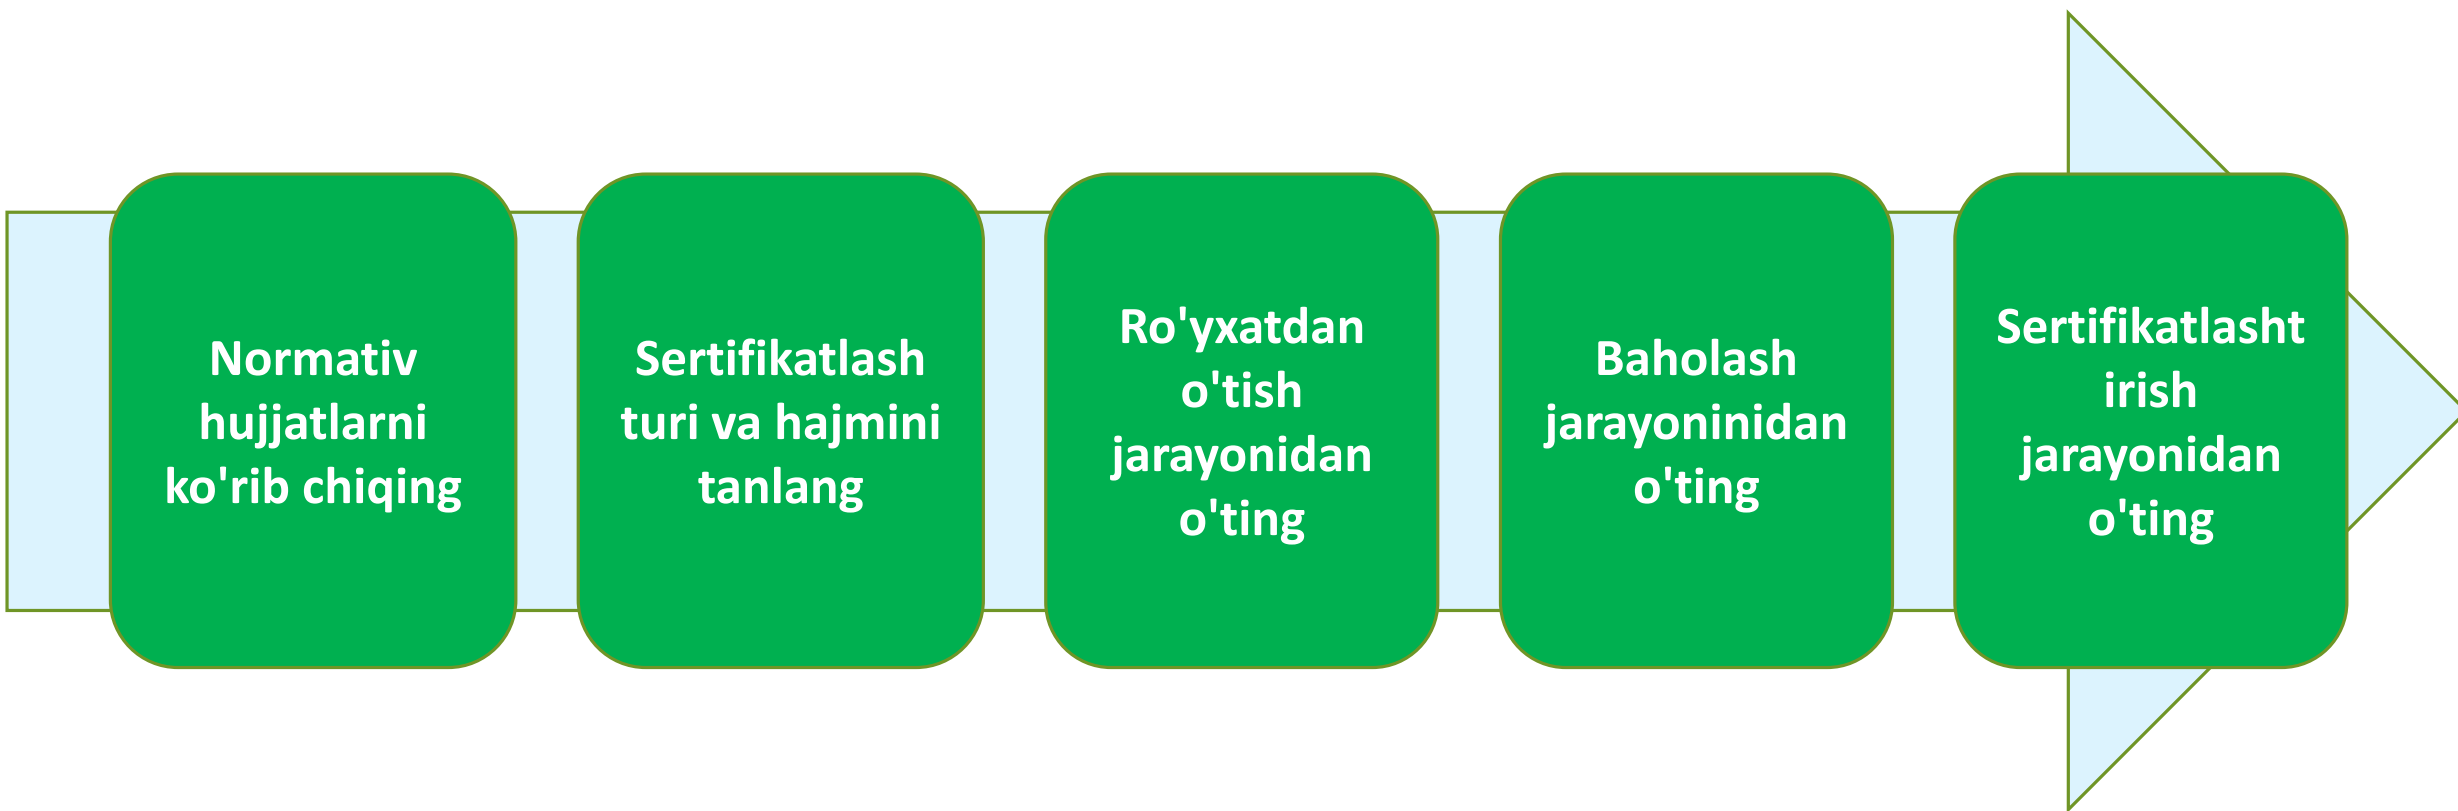 Normativ
hujjatlarni
ko'rib chiqing
Sertifikatlash
turi va hajmini
tanlang
Ro'yxatdan
o'tish
jarayonidan
o'ting
Baholash
jarayoninidan
o'ting
Sertifikatlasht
irish
jarayonidan
o'ting